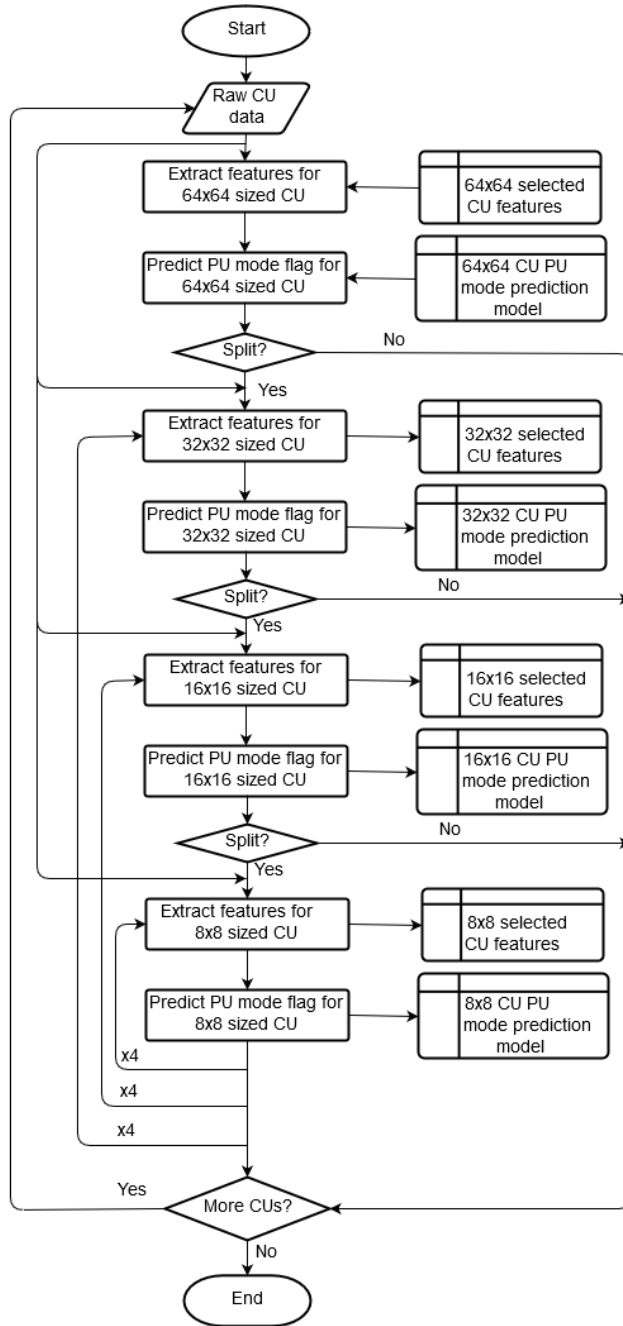 Start
Raw CU
data
Extract features for
64x64 sized CU
64x64 selected
CU features
Predict PU mode flag for
64x64 sized CU
64x64 CU PU
mode prediction
model
Split?
No
Yes
Extract features for
32x32 sized CU
32x32 selected
CU features
Predict PU mode flag for
32x32 sized CU
32x32 CU PU
mode prediction
model
Split?
No
Yes
Extract features for
16x16 sized CU
16x16 selected
CU features
Predict PU mode flag for
16x16 sized CU
16x16 CU PU
mode prediction
model
Split?
No
Yes
Extract features for
8x8 sized CU
8x8 selected
CU features
Predict PU mode flag for
8x8 sized CU
8x8 CU PU
mode prediction
model
x4
x4
x4
Yes
More CUs?
No
End